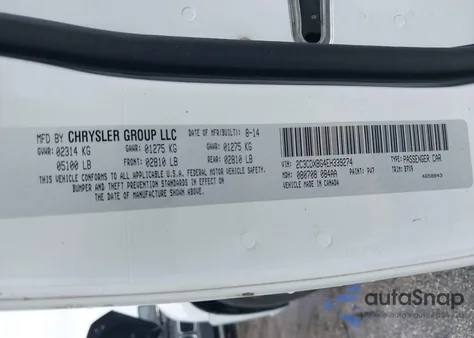 MFD BY CHRYSLER GROUP LLC DATE OF MFR(BUILT): 8-14
GVWR: 02314 KG GAWR: 01275 KG GAWR: 01275 KG
05100 LB FRONT: 02810 LB REAR: 02810 LB
THIS VEHICLE CONFORMS TO ALL U.S.A. FEDERAL MOTOR VEHICLE SAFETY,
BUMPER AND THEFT PREVENTION STANDARDS IN EFFECT ON
THE DATE OF MANUFACTURE SHOWN ABOVE.
2C3CDXBG4EH339274 TYPE: PASSENGER CAR
MDH: 080708 084AA PAINT: PW7 TRIM:
VEHICLE MADE IN CANADA 4658843
autoSnap